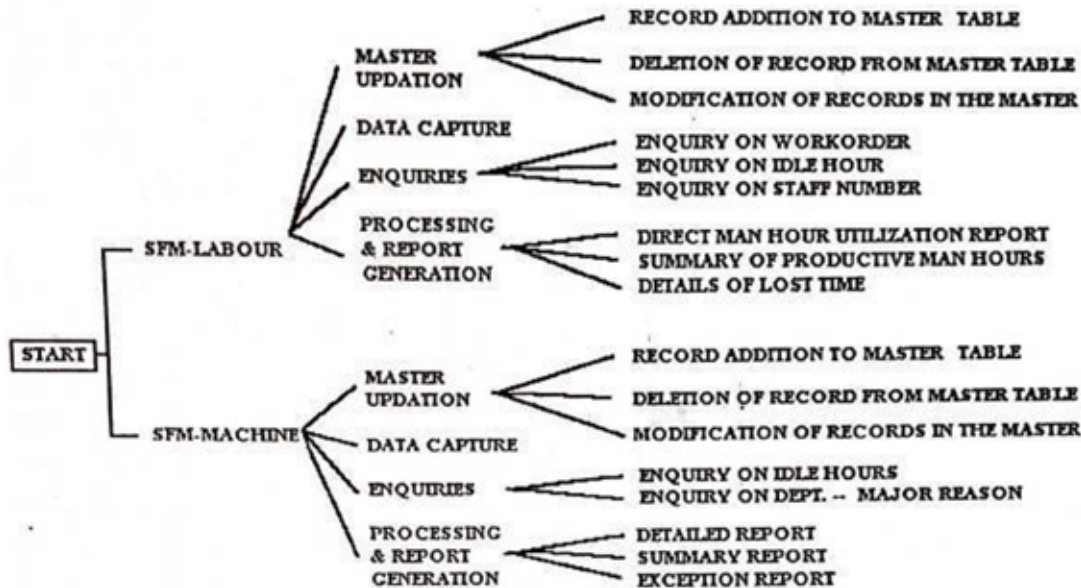 RECORD ADDITION TO MASTER TABLE
MASTER
UPDATION
DELETION OF RECORD FROM MASTER TABLE
MODIFICATION OF RECORDS IN THE MASTER
DATA CAPTURE
ENQUIRY ON WORKORDER
ENQUIRIES
ENQUIRY ON IDLE HOUR
ENQUIRY ON STAFF NUMBER
SFM-LABOUR
PROCESSING
& REPORT
GENERATION
DIRECT MAN HOUR UTILIZATION REPORT
SUMMARY OF PRODUCTIVE MAN HOURS
DETAILS OF LOST TIME
START
RECORD ADDITION TO MASTER TABLE
MASTER
UPDATION
DELETION OF RECORD FROM MASTER TABLE
MODIFICATION OF RECORDS IN THE MASTER
SFM-MACHINE
DATA CAPTURE
ENQUIRIES
ENQUIRY ON IDLE HOURS
ENQUIRY ON DEPT. -- MAJOR REASON
PROCESSING
& REPORT
GENERATION
DETAILED REPORT
SUMMARY REPORT
EXCEPTION REPORT